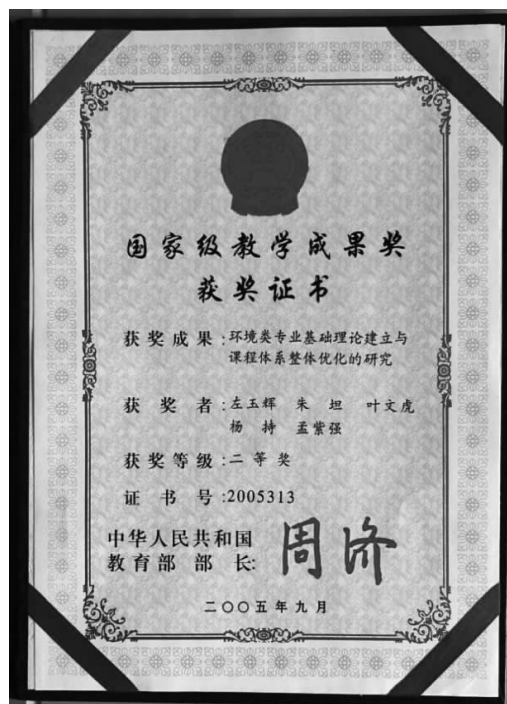 国家级教学成果奖
获奖证书
获奖成果:环境类专业基础理论建立与
课程体系整体优化的研究
获奖者:左玉辉 朱坦 叶文虎
杨持 孟紫强
获奖等级:二等奖
证书号:2005313
中华人民共和国
教育部部长:
周济
二〇〇五年九月